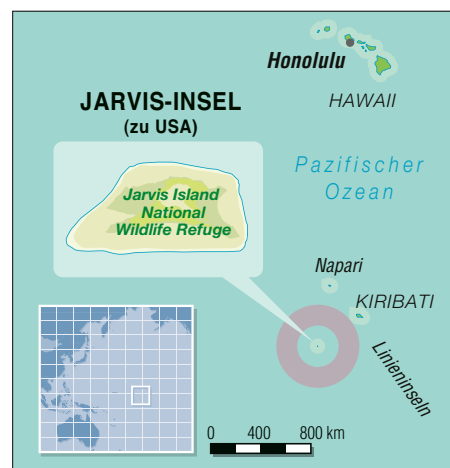 Honolulu
HAWAII
JARVIS-INSEL
(zu USA)
Jarvis Island
National
Wildlife Refuge
Pazifischer
Ozean
Napari
KIRIBATI
Linieninseln
0 400 800 km